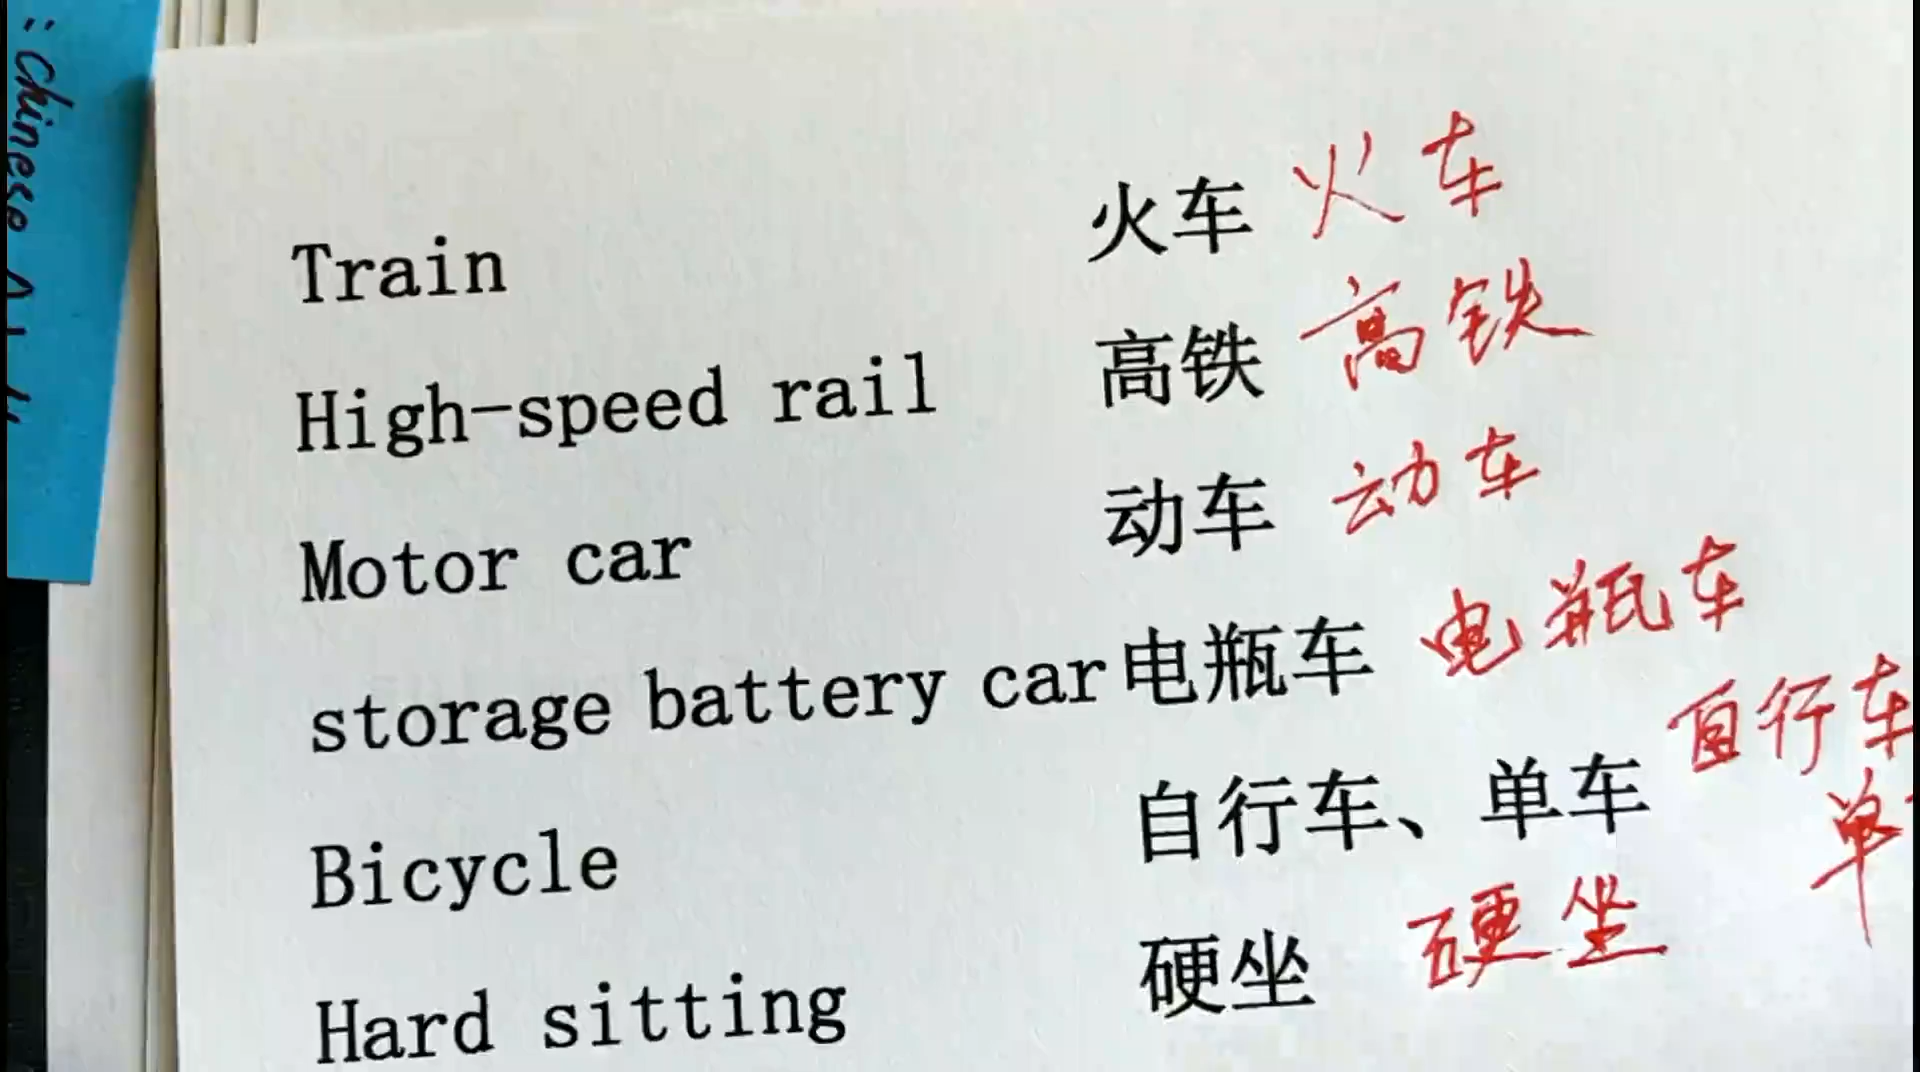 : Chinese
Train 火车 火车
High-speed rail 高铁 高铁
Motor car 动车 动车
storage battery car 电瓶车 电瓶车
Bicycle 自行车、单车 自行车
单
Hard sitting 硬坐 硬坐